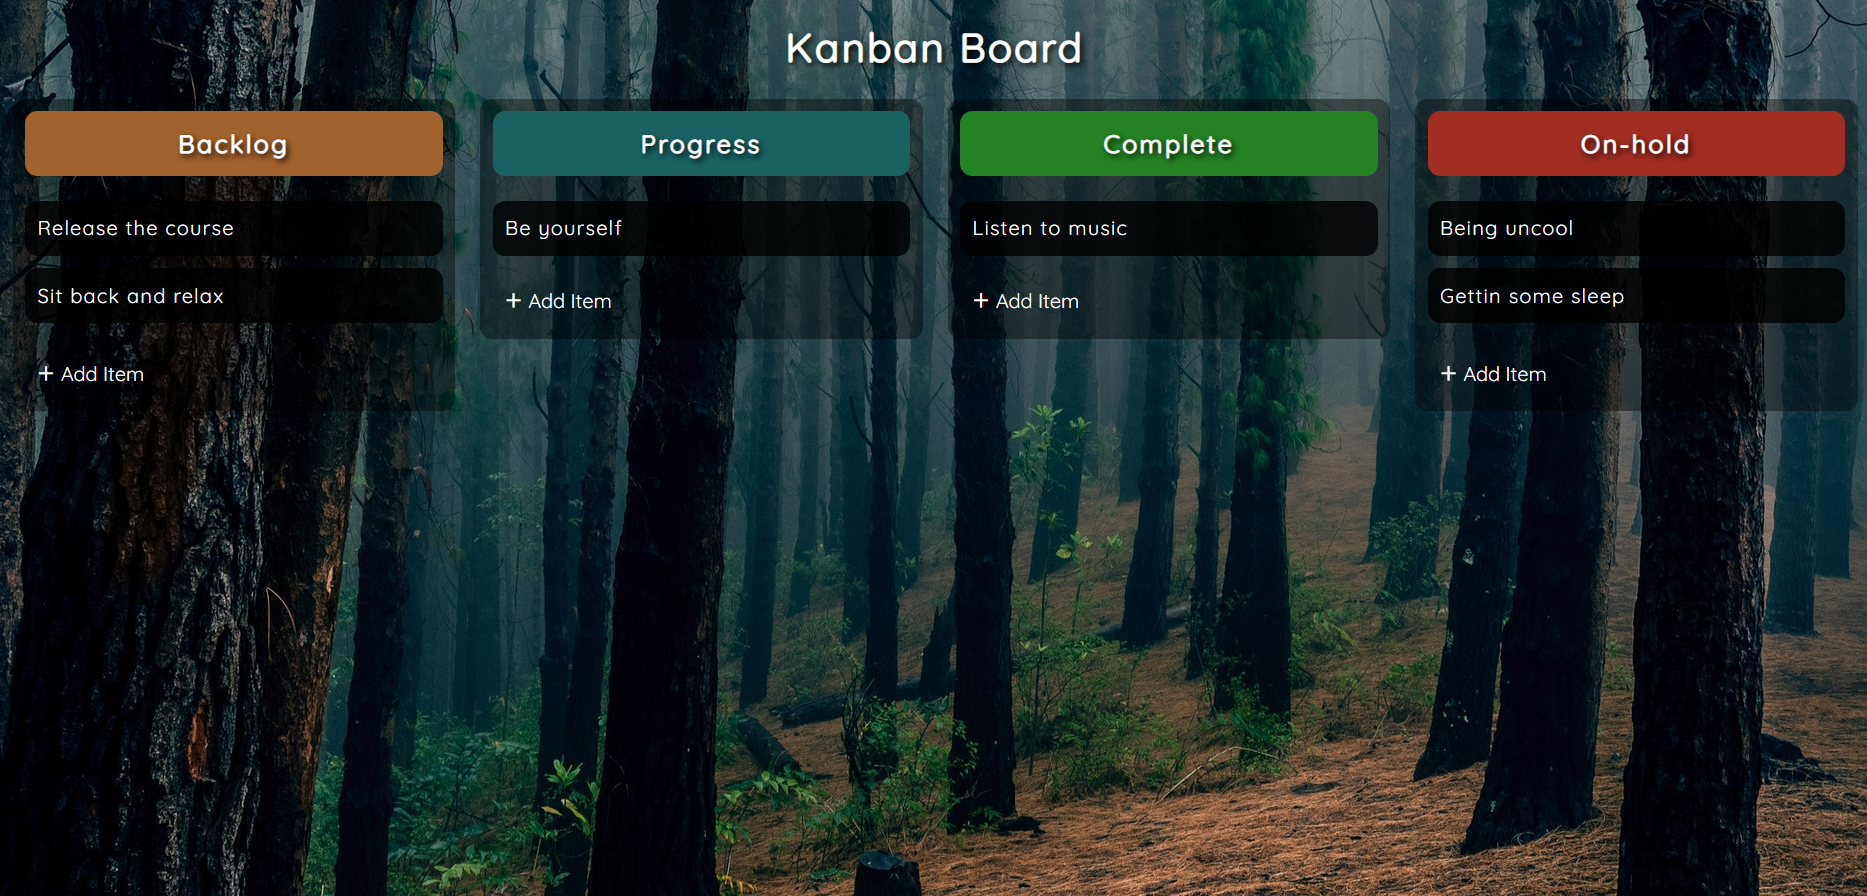 Kanban Board
Backlog
Release the course
Sit back and relax
+ Add Item
Progress
Be yourself
+ Add Item
Complete
Listen to music
+ Add Item
On-hold
Being uncool
Gettin some sleep
+ Add Item